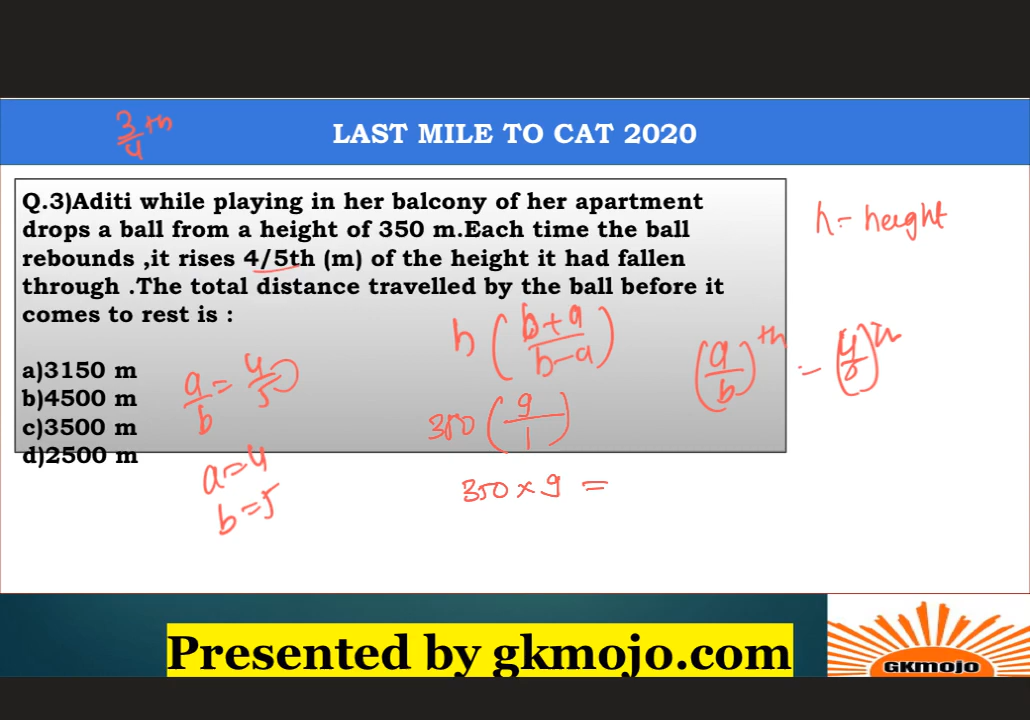 3/4 th
LAST MILE TO CAT 2020
Q.3)Aditi while playing in her balcony of her apartment
drops a ball from a height of 350 m.Each time the ball
rebounds ,it rises 4/5th (m) of the height it had fallen
through .The total distance travelled by the ball before it
comes to rest is :
a)3150 m
b)4500 m
c)3500 m
d)2500 m
h = height
h ( b+a / b-a )
(a/b)th =
a/b = 4/5
350 ( 9/1 )
a=4
b=5
350 × 9 =
Presented by gkmojo.com
GKMOJO